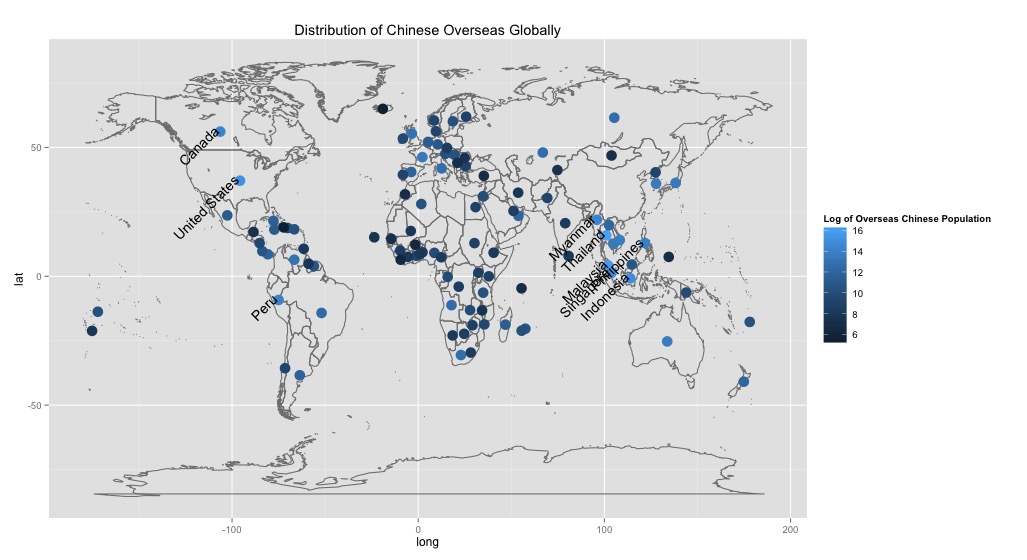 Distribution of Chinese Overseas Globally
lat
50
0
-50
Canada
United States
Peru
Myanmar
Thailand
Philippines
Malaysia
Singapore
Indonesia
-100
0
100
200
long
Log of Overseas Chinese Population
16
14
12
10
8
6